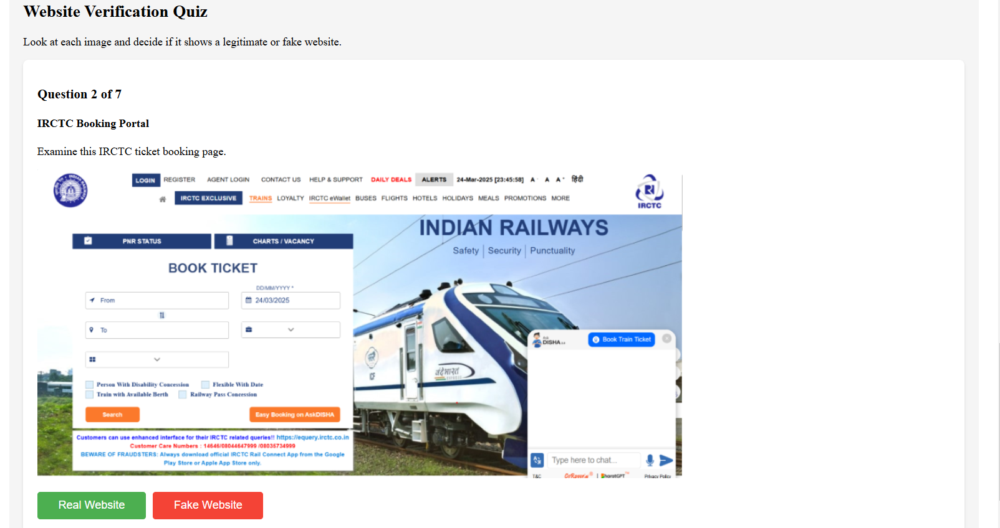 Website Verification Quiz
Look at each image and decide if it shows a legitimate or fake website.
Question 2 of 7
IRCTC Booking Portal
Examine this IRCTC ticket booking page.
LOGIN REGISTER AGENT LOGIN CONTACT US HELP & SUPPORT DAILY DEALS ALERTS 24-Mar-2025 [23:45:58] A A A+ हिंदी
IRCTC EXCLUSIVE TRAINS LOYALTY IRCTC eWallet BUSES FLIGHTS HOTELS HOLIDAYS MEALS PROMOTIONS MORE
IRCTC
INDIAN RAILWAYS
Safety | Security | Punctuality
PNR STATUS CHARTS / VACANCY
BOOK TICKET
DD/MM/YYYY *
From 24/03/2025
To
Person With Disability Concession Flexible With Date
Train with Available Berth Railway Pass Concession
Search Easy Booking on AskDISHA
Customers can use enhanced interface for their IRCTC related queries!! https://equery.irctc.co.in
Customer Care Numbers : 14646/08044647999 /08035734999
BEWARE OF FRAUDSTERS: Always download official IRCTC Rail Connect App from the Google
Play Store or Apple App Store only.
ICF
वंदे भारत
EXPRESS
Ask
DISHA 2.0 Book Train Ticket
Type here to chat...
T&C CoRover.ai | BharatGPT™ Privacy Policy
Real Website Fake Website